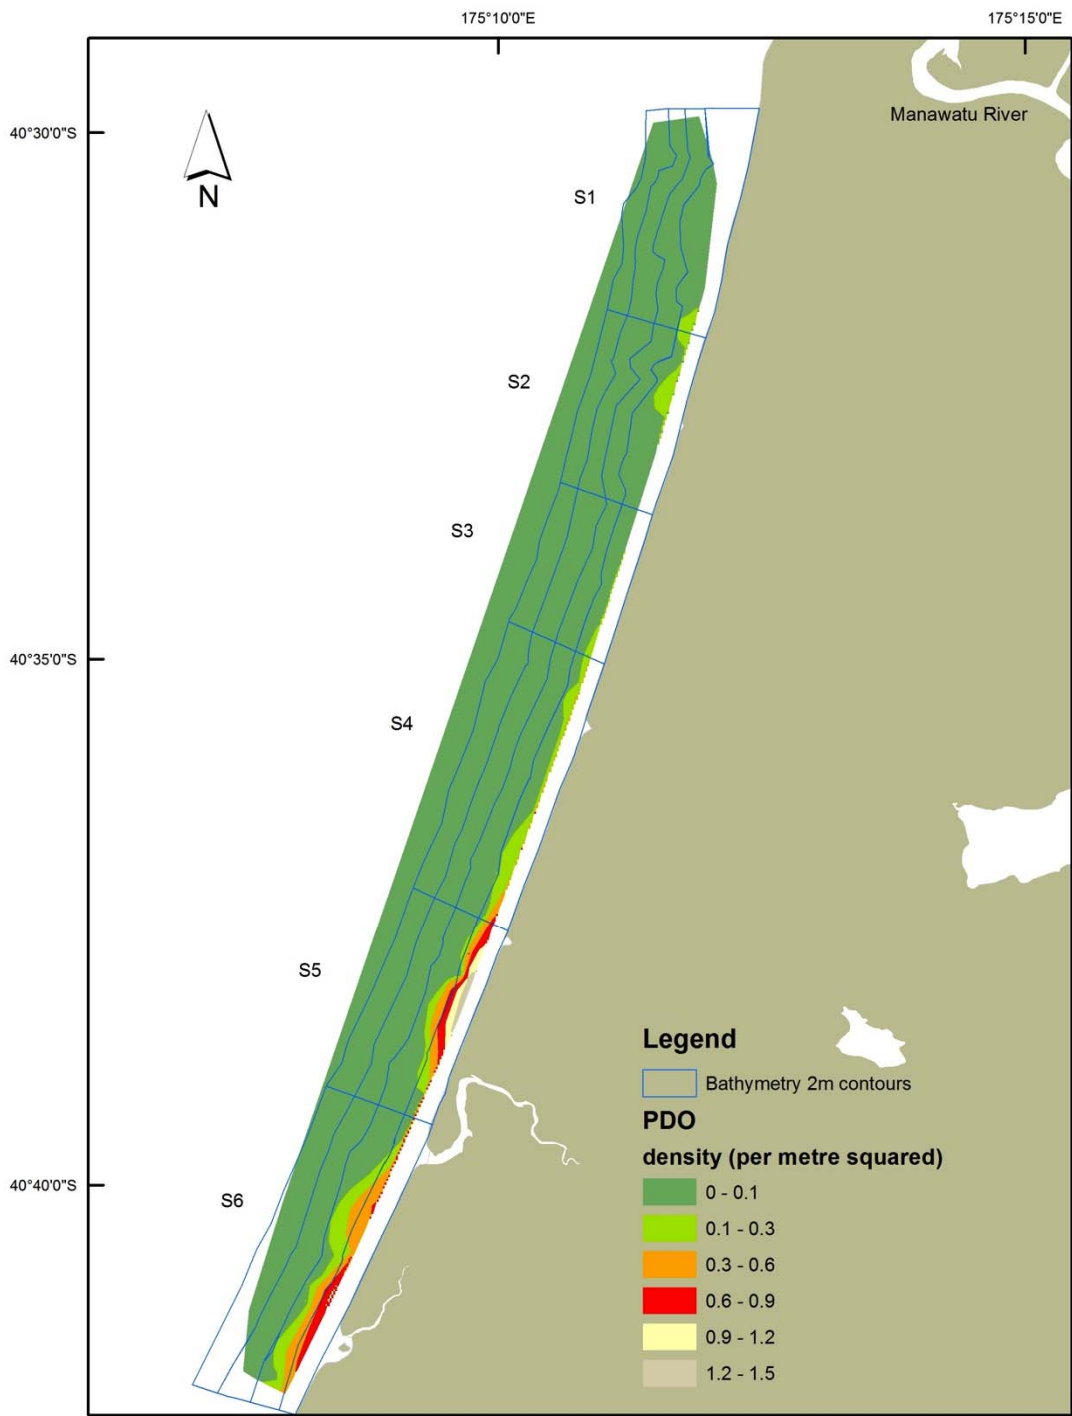 175°10'0"E
175°15'0"E
40°30'0"S
Manawatu River
N
S1
S2
S3
40°35'0"S
S4
S5
Legend
Bathymetry 2m contours
PDO
density (per metre squared)
40°40'0"S
S6
0 - 0.1
0.1 - 0.3
0.3 - 0.6
0.6 - 0.9
0.9 - 1.2
1.2 - 1.5